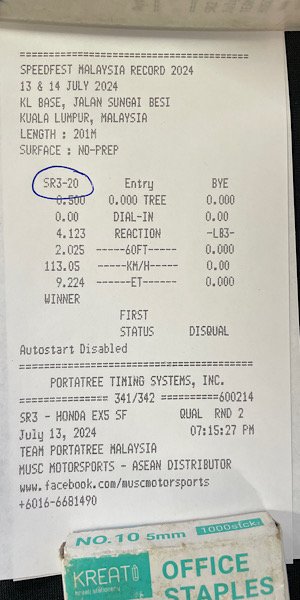 ==================================
SPEEDFEST MALAYSIA RECORD 2024
13 & 14 JULY 2024
KL BASE, JALAN SUNGAI BESI
KUALA LUMPUR, MALAYSIA
LENGTH : 201M
SURFACE : NO-PREP
SR3-20 Entry BYE
0.500 0.000 TREE 0.000
0.00 DIAL-IN 0.00
4.123 REACTION -LB3-
2.025 -----60FT----- 0.000
113.05 -----KM/H----- 0.00
9.224 ------ET------ 0.000
WINNER
FIRST
STATUS DISQUAL
Autostart Disabled
==================================
PORTATREE TIMING SYSTEMS, INC.
=============== 341/342 ==========600214
SR3 - HONDA EX5 SF QUAL RND 2
July 13, 2024 07:15:27 PM
TEAM PORTATREE MALAYSIA
MUSC MOTORSPORTS - ASEAN DISTRIBUTOR
www.facebook.com/muscmotorsports
+6016-6681490
NO.10 5mm 1000stick
KREATi OFFICE
STAPLES